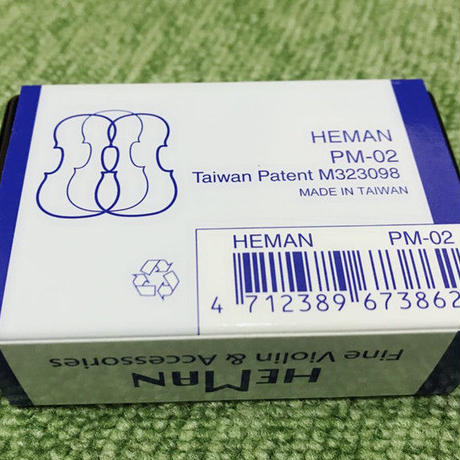 HEMAN
PM-02
Taiwan Patent M323098
MADE IN TAIWAN
HEMAN PM-02
4 712389 673862
HEMAN
Fine Violin & Accessories